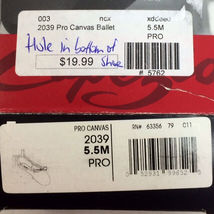 003
2039 Pro Canvas Ballet
5.5M
PRO
Hole in bottom of
shoe
$19.99
# 5762
PRO CANVAS
2039
5.5M
PRO
RN# 63356 79 C11